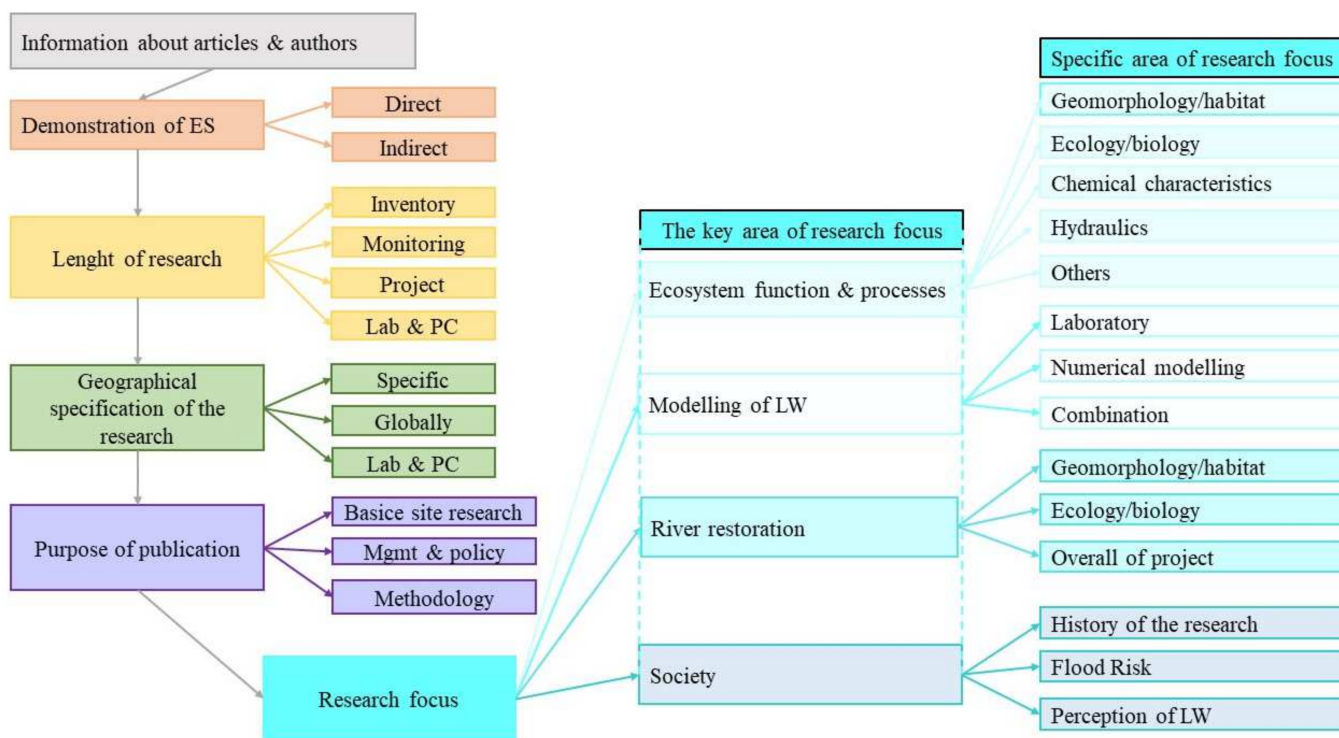 Information about articles & authors
Demonstration of ES
Direct
Indirect
Lenght of research
Inventory
Monitoring
Project
Lab & PC
Geographical
specification of the
research
Specific
Globally
Lab & PC
Purpose of publication
Basice site research
Mgmt & policy
Methodology
Research focus
The key area of research focus
Ecosystem function & processes
Modelling of LW
River restoration
Society
Specific area of research focus
Geomorphology/habitat
Ecology/biology
Chemical characteristics
Hydraulics
Others
Laboratory
Numerical modelling
Combination
Geomorphology/habitat
Ecology/biology
Overall of project
History of the research
Flood Risk
Perception of LW